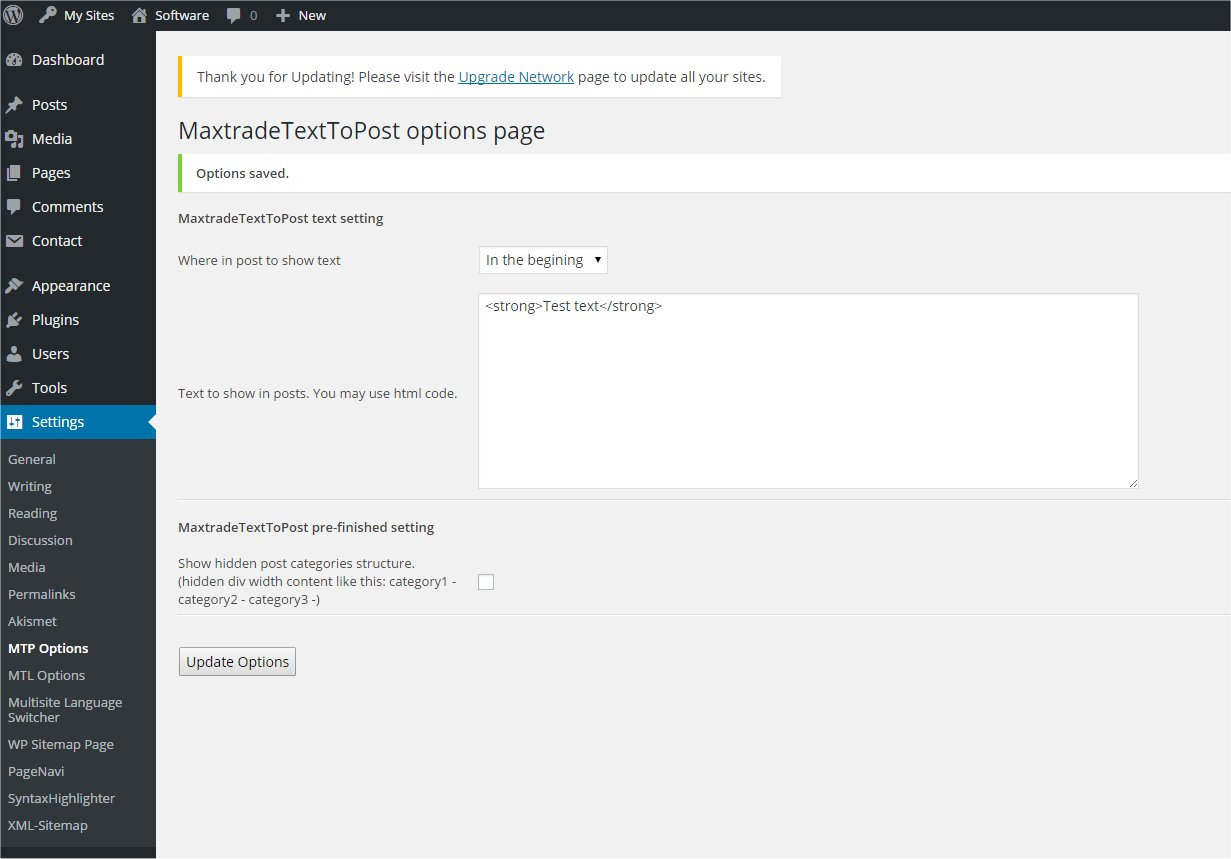 My Sites Software 0 New
Dashboard
Posts
Media
Pages
Comments
Contact
Appearance
Plugins
Users
Tools
Settings
General
Writing
Reading
Discussion
Media
Permalinks
Akismet
MTP Options
MTL Options
Multisite Language
Switcher
WP Sitemap Page
PageNavi
SyntaxHighlighter
XML-Sitemap
Thank you for Updating! Please visit the Upgrade Network page to update all your sites.
MaxtradeTextToPost options page
Options saved.
MaxtradeTextToPost text setting
Where in post to show text In the begining
<strong>Test text</strong>
Text to show in posts. You may use html code.
MaxtradeTextToPost pre-finished setting
Show hidden post categories structure.
(hidden div width content like this: category1 -
category2 - category3 -)
Update Options